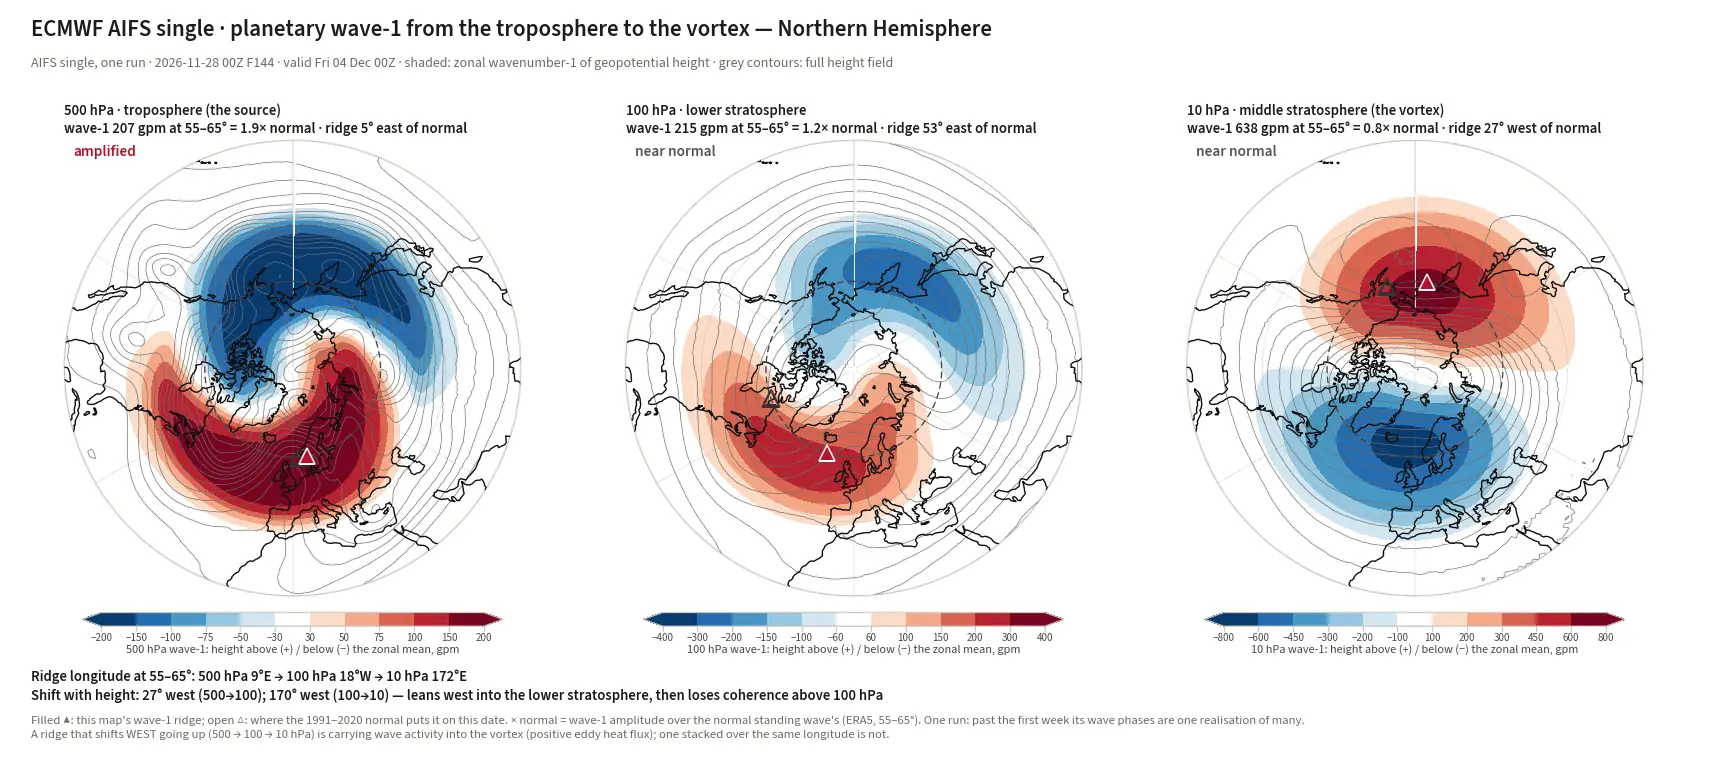 ECMWF AIFS single · planetary wave-1 from the troposphere to the vortex — Northern Hemisphere
AIFS single, one run · 2026-11-28 00Z F144 · valid Fri 04 Dec 00Z · shaded: zonal wavenumber-1 of geopotential height · grey contours: full height field
500 hPa · troposphere (the source)
wave-1 207 gpm at 55–65° = 1.9× normal · ridge 5° east of normal
amplified
100 hPa · lower stratosphere
wave-1 215 gpm at 55–65° = 1.2× normal · ridge 53° east of normal
near normal
10 hPa · middle stratosphere (the vortex)
wave-1 638 gpm at 55–65° = 0.8× normal · ridge 27° west of normal
near normal
−200 −150 −100 −75 −50 −30 30 50 75 100 150 200
500 hPa wave-1: height above (+) / below (−) the zonal mean, gpm
−400 −300 −200 −150 −100 −60 60 100 150 200 300 400
100 hPa wave-1: height above (+) / below (−) the zonal mean, gpm
−800 −600 −450 −300 −200 −100 100 200 300 450 600 800
10 hPa wave-1: height above (+) / below (−) the zonal mean, gpm
Ridge longitude at 55–65°: 500 hPa 9°E → 100 hPa 18°W → 10 hPa 172°E
Shift with height: 27° west (500→100); 170° west (100→10) — leans west into the lower stratosphere, then loses coherence above 100 hPa
Filled ▲: this map's wave-1 ridge; open △: where the 1991–2020 normal puts it on this date. × normal = wave-1 amplitude over the normal standing wave's (ERA5, 55–65°). One run: past the first week its wave phases are one realisation of many.
A ridge that shifts WEST going up (500 → 100 → 10 hPa) is carrying wave activity into the vortex (positive eddy heat flux); one stacked over the same longitude is not.